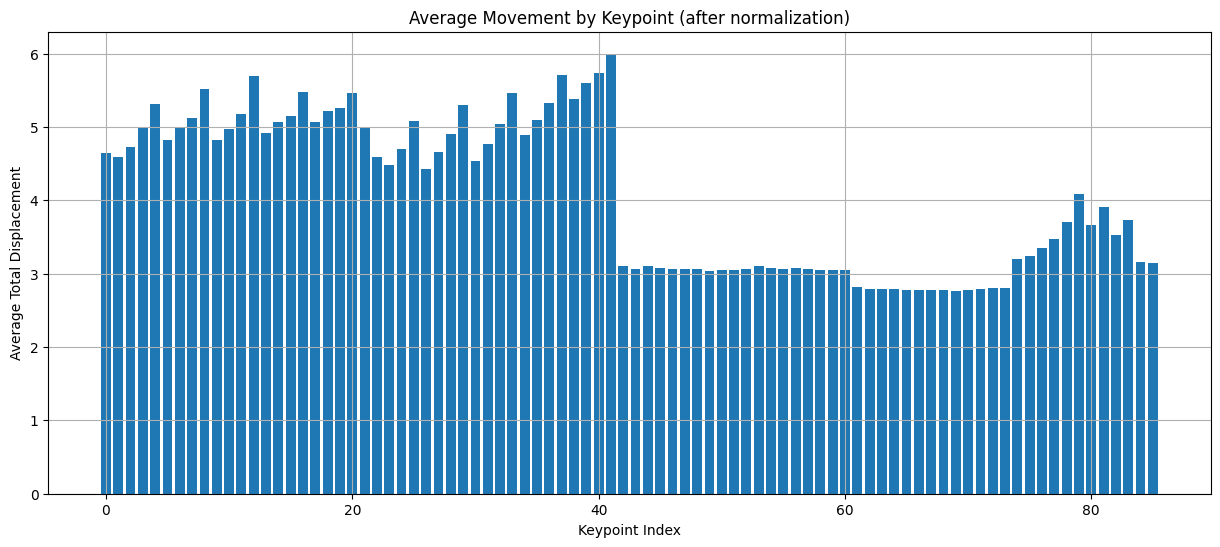 Average Movement by Keypoint (after normalization)
Average Total Displacement
6
5
4
3
2
1
0
0 20 40 60 80
Keypoint Index